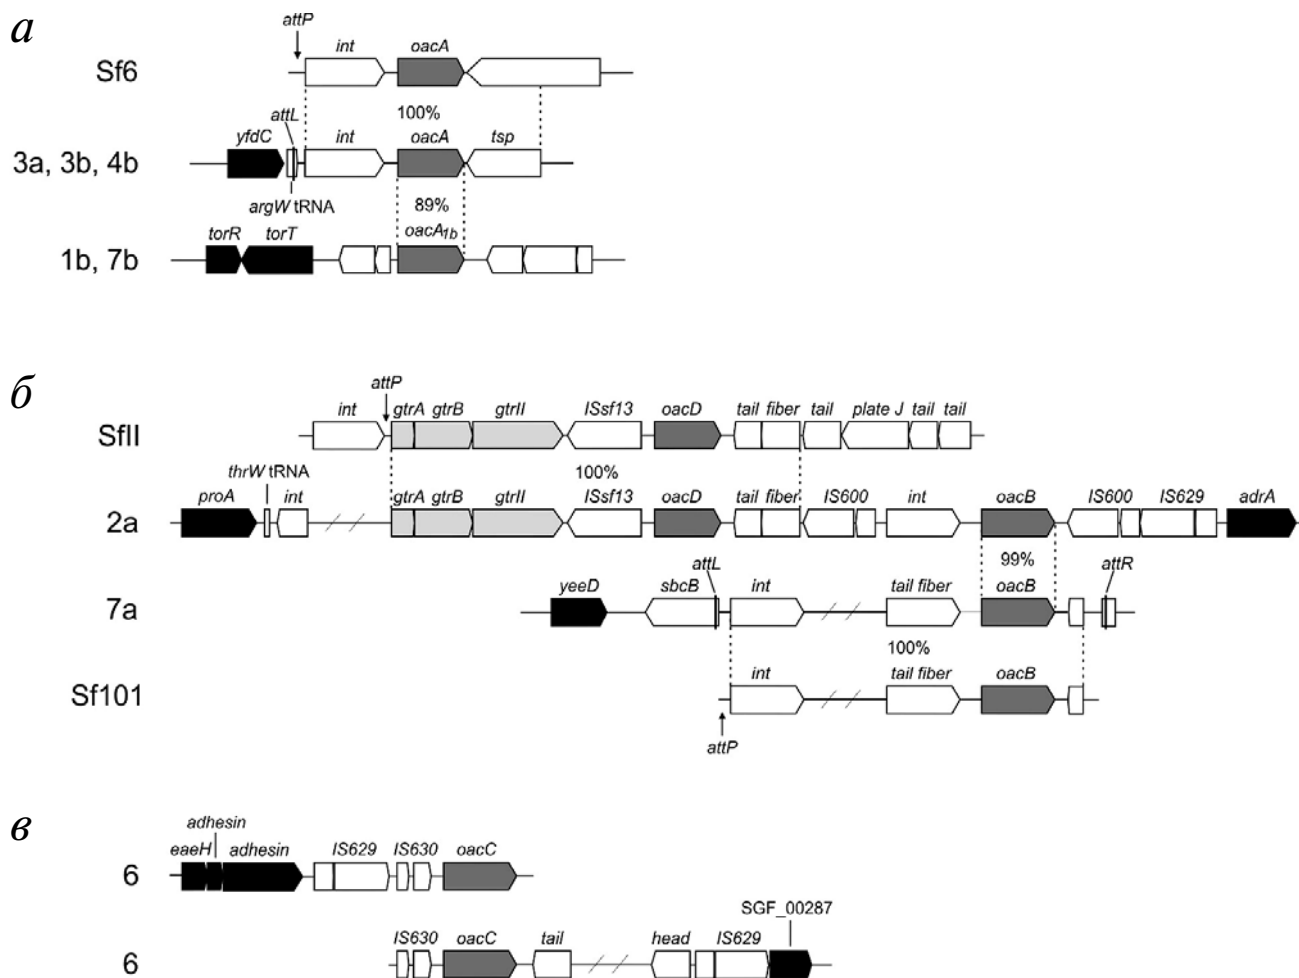 а
attP
int oacA
Sf6
100%
attL
yfdC int oacA tsp
3a, 3b, 4b
argW tRNA
89%
torR torT oacA1b
1b, 7b
б
attP
int gtrA gtrB gtrII ISsf13 oacD tail fiber tail plate J tail tail
SfII
thrW tRNA
100%
proA int gtrA gtrB gtrII ISsf13 oacD tail fiber IS600 int oacB IS600 IS629 adrA
2a
99%
attL attR
yeeD sbcB int tail fiber oacB
7a
100%
int tail fiber oacB
Sf101
attP
в
adhesin
eaeH adhesin IS629 IS630 oacC
6
SGF_00287
IS630 oacC tail head IS629
6